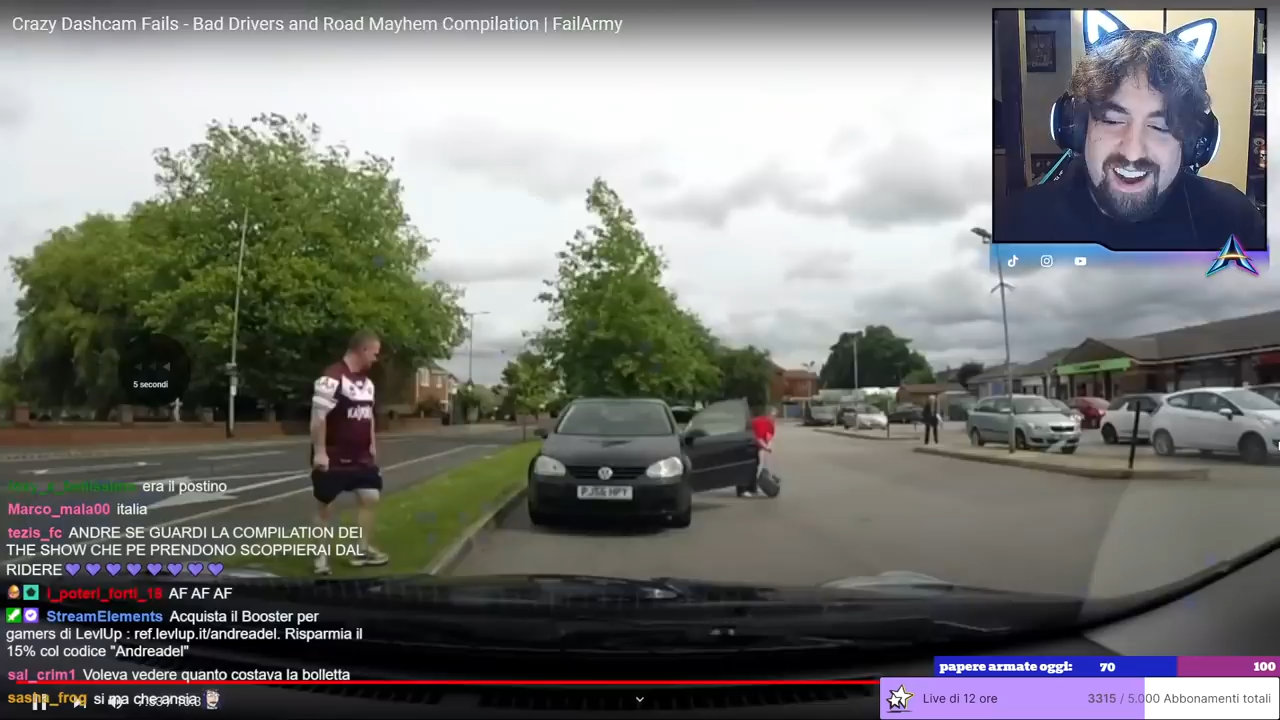 Crazy Dashcam Fails - Bad Drivers and Road Mayhem Compilation | FailArmy
5 secondi
era il postino
Marco_mala00 italia
tezis_fc ANDRE SE GUARDI LA COMPILATION DEI
THE SHOW CHE PE PRENDONO SCOPPIERAI DAL
RIDERE
i_poteri_forti_18 AF AF AF
StreamElements Acquista il Booster per
gamers di LevlUp : ref.levlup.it/andreadel. Risparmia il
15% col codice "Andreadel"
sal_crim1 Voleva vedere quanto costava la bolletta
sasha_frog si ma che ansia
PJ56 HPY
papere armate oggi: 70 100
Live di 12 ore 3315 / 5.000 Abbonamenti totali